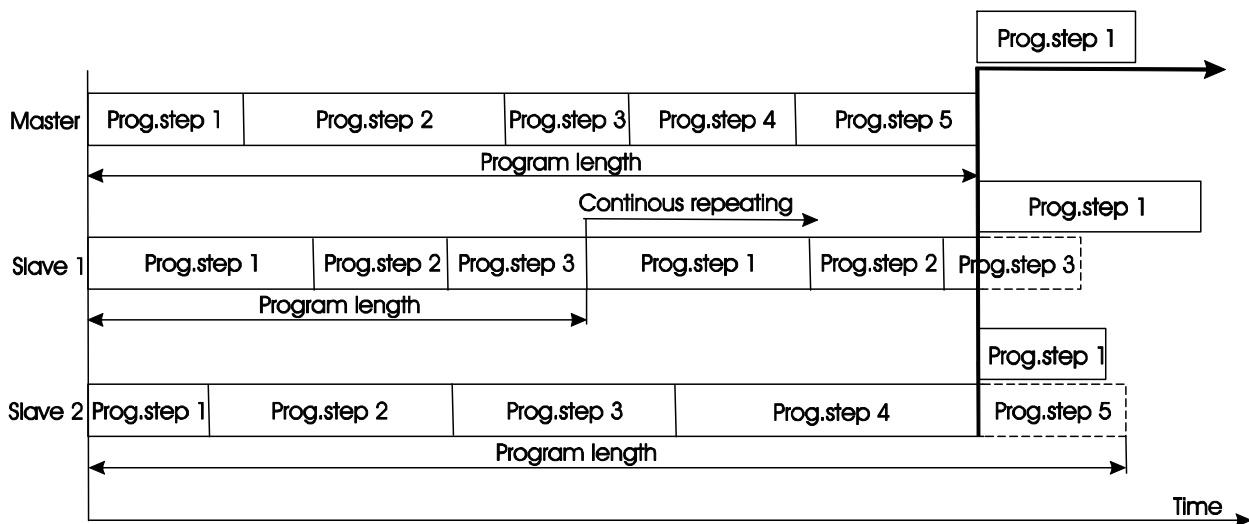 Prog.step 1
Master Prog.step 1 Prog.step 2 Prog.step 3 Prog.step 4 Prog.step 5
Program length
Continous repeating
Prog.step 1
Slave 1 Prog.step 1 Prog.step 2 Prog.step 3 Prog.step 1 Prog.step 2 Prog.step 3
Program length
Prog.step 1
Slave 2 Prog.step 1 Prog.step 2 Prog.step 3 Prog.step 4 Prog.step 5
Program length
Time